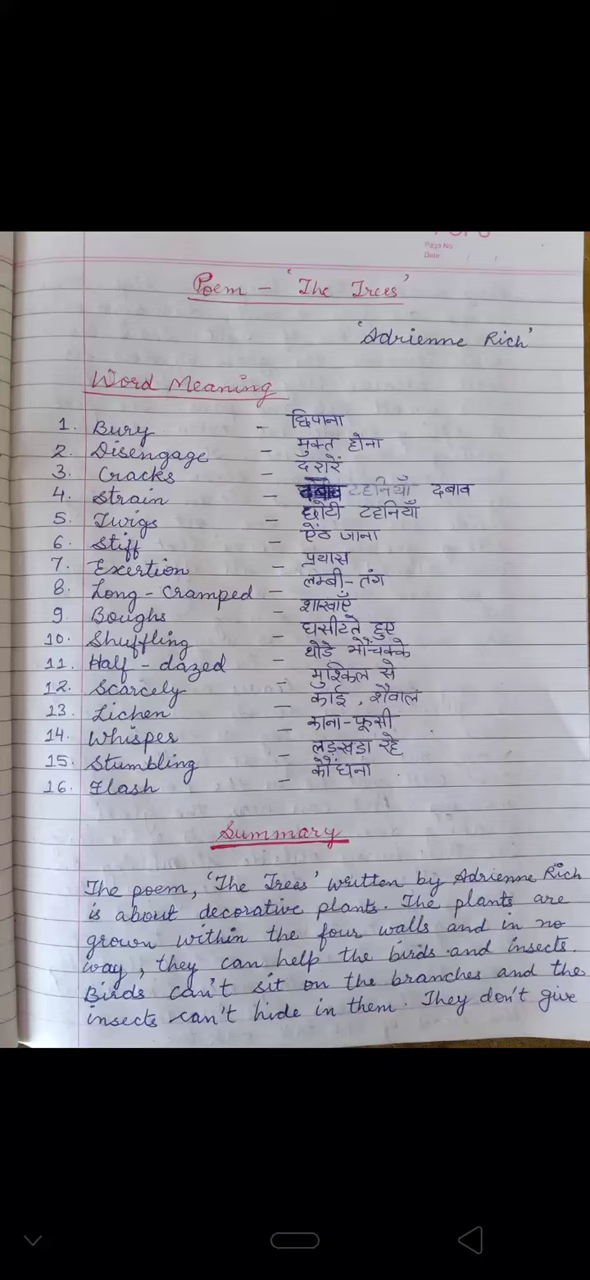 Page No.
Date / /
Poem - 'The Trees'
'Adrienne Rich'
Word Meaning
1. Bury - छिपाना
2. Disengage - मुक्त होना
3. Cracks - दरारें
4. Strain - दबाव टहनियाँ दबाव
5. Twigs - छोटी टहनियाँ
6. Stiff - ऐंठ जाना
7. Exertion - प्रयास
8. Long-Cramped - लम्बी-तंग
9. Boughs - शाखाएँ
10. Shuffling - घसीटते हुए
11. Half-dazed - थोडे भौंचक्के
12. Scarcely - मुश्किल से
13. Lichen - काई, शैवाल
14. Whisper - काना-फूसी
15. Stumbling - लड़खडा रहे
16. Flash - कौंधना
Summary
The poem, 'The Trees' written by Adrienne Rich
is about decorative plants. The plants are
grown within the four walls and in no
way, they can help the birds and insects.
Birds can't sit on the branches and the
insects can't hide in them. They don't give